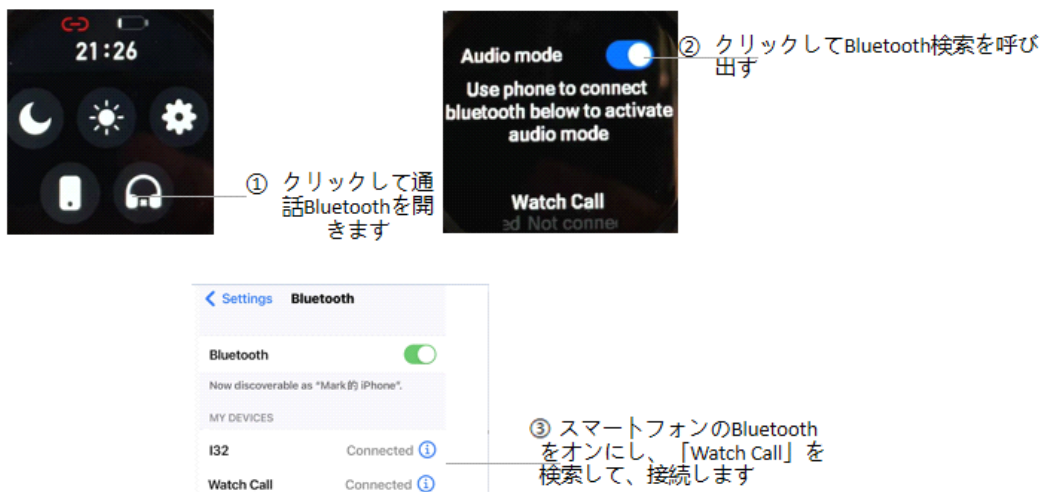 21:26
① クリックして通
話Bluetoothを開
きます
Audio mode
Use phone to connect
bluetooth below to activate
audio mode
Watch Call
Not
② クリックしてBluetooth検索を呼び
出す
Settings Bluetooth
Bluetooth
Now discoverable as “Mark的 iPhone”.
MY DEVICES
I32 Connected
Watch Call Connected
③ スマートフォンのBluetooth
をオンにし、「Watch Call」を
検索して、接続します